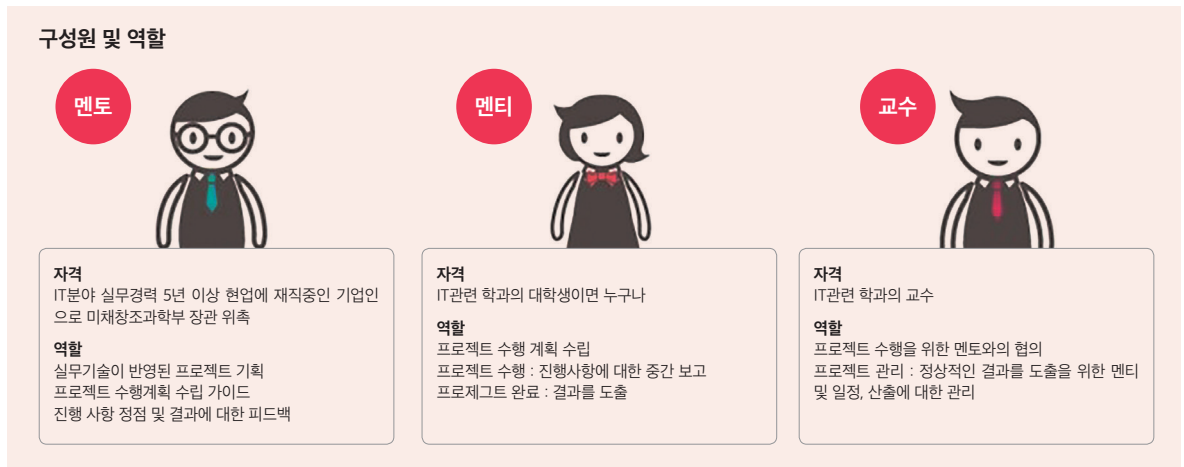 구성원 및 역할
멘토
자격
IT분야 실무경력 5년 이상 현업에 재직중인 기업인
으로 미채창조과학부 장관 위촉
역할
실무기술이 반영된 프로젝트 기획
프로젝트 수행계획 수립 가이드
진행 사항 정점 및 결과에 대한 피드백
멘티
자격
IT관련 학과의 대학생이면 누구나
역할
프로젝트 수행 계획 수립
프로젝트 수행 : 진행사항에 대한 중간 보고
프로제그트 완료 : 결과를 도출
교수
자격
IT관련 학과의 교수
역할
프로젝트 수행을 위한 멘토와의 협의
프로젝트 관리 : 정상적인 결과를 도출을 위한 멘티
및 일정, 산출에 대한 관리